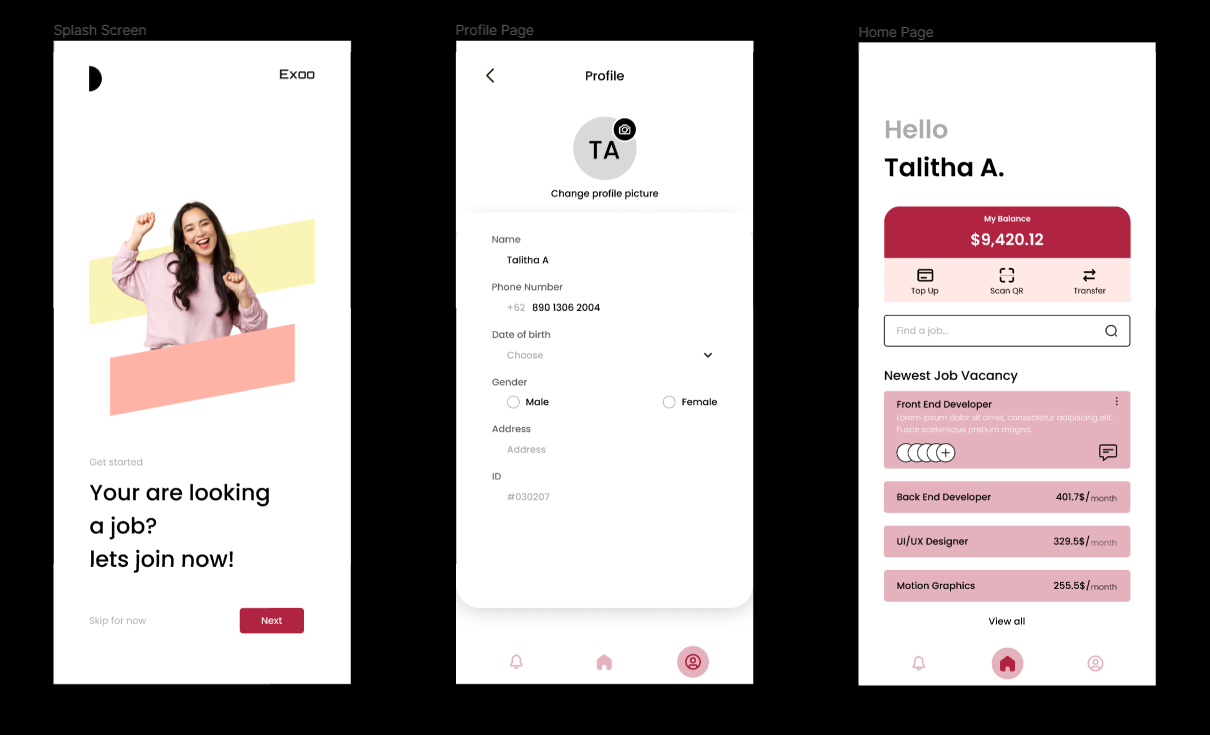 Splash Screen
Exoo
Get started
Your are looking
a job?
lets join now!
Skip for now
Next
Profile Page
Profile
TA
Change profile picture
Name
Talitha A
Phone Number
+62 890 1306 2004
Date of birth
Choose
Gender
Male Female
Address
Address
ID
#030207
Home Page
Hello
Talitha A.
My Balance
$9,420.12
Top Up Scan QR Transfer
Find a job...
Newest Job Vacancy
Front End Developer
Lorem ipsum dolor sit amet, consectetur adipiscing elit.
Fusce scelerisque pretium magna.
Back End Developer 401.7$/month
UI/UX Designer 329.5$/month
Motion Graphics 255.5$/month
View all